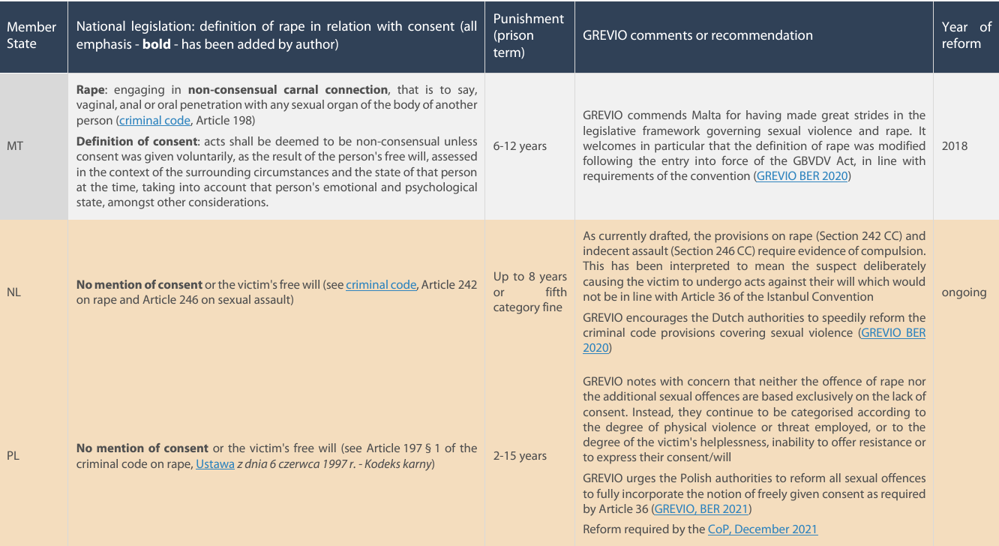 Member
State
National legislation: definition of rape in relation with consent (all
emphasis - bold - has been added by author)
Punishment
(prison
term)
GREVIO comments or recommendation
Year of
reform
MT
Rape: engaging in non-consensual carnal connection, that is to say,
vaginal, anal or oral penetration with any sexual organ of the body of another
person (criminal code, Article 198)
Definition of consent: acts shall be deemed to be non-consensual unless
consent was given voluntarily, as the result of the person's free will, assessed
in the context of the surrounding circumstances and the state of that person
at the time, taking into account that person's emotional and psychological
state, amongst other considerations.
6-12 years
GREVIO commends Malta for having made great strides in the
legislative framework governing sexual violence and rape. It
welcomes in particular that the definition of rape was modified
following the entry into force of the GBVDV Act, in line with
requirements of the convention (GREVIO BER 2020)
2018
NL
No mention of consent or the victim's free will (see criminal code, Article 242
on rape and Article 246 on sexual assault)
Up to 8 years
or fifth
category fine
As currently drafted, the provisions on rape (Section 242 CC) and
indecent assault (Section 246 CC) require evidence of compulsion.
This has been interpreted to mean the suspect deliberately
causing the victim to undergo acts against their will which would
not be in line with Article 36 of the Istanbul Convention
GREVIO encourages the Dutch authorities to speedily reform the
criminal code provisions covering sexual violence (GREVIO BER
2020)
ongoing
PL
No mention of consent or the victim's free will (see Article 197 § 1 of the
criminal code on rape, Ustawa z dnia 6 czerwca 1997 r. - Kodeks karny)
2-15 years
GREVIO notes with concern that neither the offence of rape nor
the additional sexual offences are based exclusively on the lack of
consent. Instead, they continue to be categorised according to
the degree of physical violence or threat employed, or to the
degree of the victim's helplessness, inability to offer resistance or
to express their consent/will
GREVIO urges the Polish authorities to reform all sexual offences
to fully incorporate the notion of freely given consent as required
by Article 36 (GREVIO, BER 2021)
Reform required by the CoP, December 2021